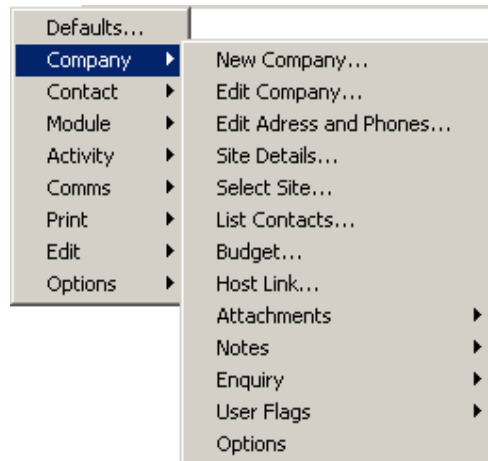 Defaults...
Company
Contact
Module
Activity
Comms
Print
Edit
Options
New Company...
Edit Company...
Edit Adress and Phones...
Site Details...
Select Site...
List Contacts...
Budget...
Host Link...
Attachments
Notes
Enquiry
User Flags
Options